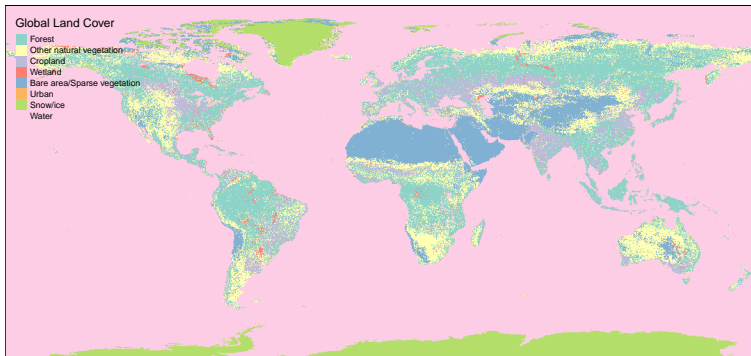 Global Land Cover
Forest
Other natural vegetation
Cropland
Wetland
Bare area/Sparse vegetation
Urban
Snow/ice
Water